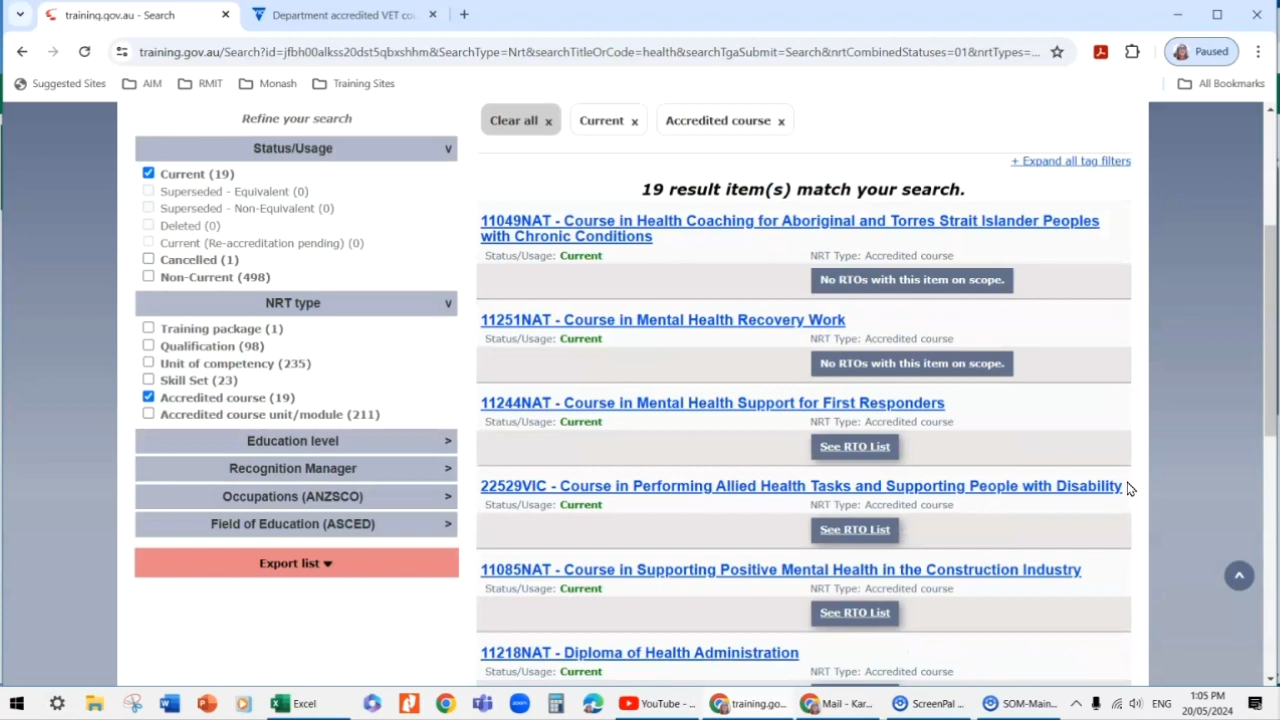 training.gov.au - Search
Department accredited VET cou
training.gov.au/Search?id=jfbh00alkss20dst5qbxshhm&SearchType=Nrt&searchTitleOrCode=health&searchTgaSubmit=Search&nrtCombinedStatuses=01&nrtTypes=...
Paused
Suggested Sites
AIM
RMIT
Monash
Training Sites
All Bookmarks
Refine your search
Status/Usage
Current (19)
Superseded - Equivalent (0)
Superseded - Non-Equivalent (0)
Deleted (0)
Current (Re-accreditation pending) (0)
Cancelled (1)
Non-Current (498)
NRT type
Training package (1)
Qualification (98)
Unit of competency (235)
Skill Set (23)
Accredited course (19)
Accredited course unit/module (211)
Education level >
Recognition Manager >
Occupations (ANZSCO) >
Field of Education (ASCED) >
Export list
Clear all x
Current x
Accredited course x
+ Expand all tag filters
19 result item(s) match your search.
11049NAT - Course in Health Coaching for Aboriginal and Torres Strait Islander Peoples
with Chronic Conditions
Status/Usage: Current NRT Type: Accredited course
No RTOs with this item on scope.
11251NAT - Course in Mental Health Recovery Work
Status/Usage: Current NRT Type: Accredited course
No RTOs with this item on scope.
11244NAT - Course in Mental Health Support for First Responders
Status/Usage: Current NRT Type: Accredited course
See RTO List
22529VIC - Course in Performing Allied Health Tasks and Supporting People with Disability
Status/Usage: Current NRT Type: Accredited course
See RTO List
11085NAT - Course in Supporting Positive Mental Health in the Construction Industry
Status/Usage: Current NRT Type: Accredited course
See RTO List
11218NAT - Diploma of Health Administration
Status/Usage: Current NRT Type: Accredited course
Excel
YouTube - ...
training.go...
Mail - Kar...
ScreenPal ...
SOM-Main...
ENG
1:05 PM
20/05/2024